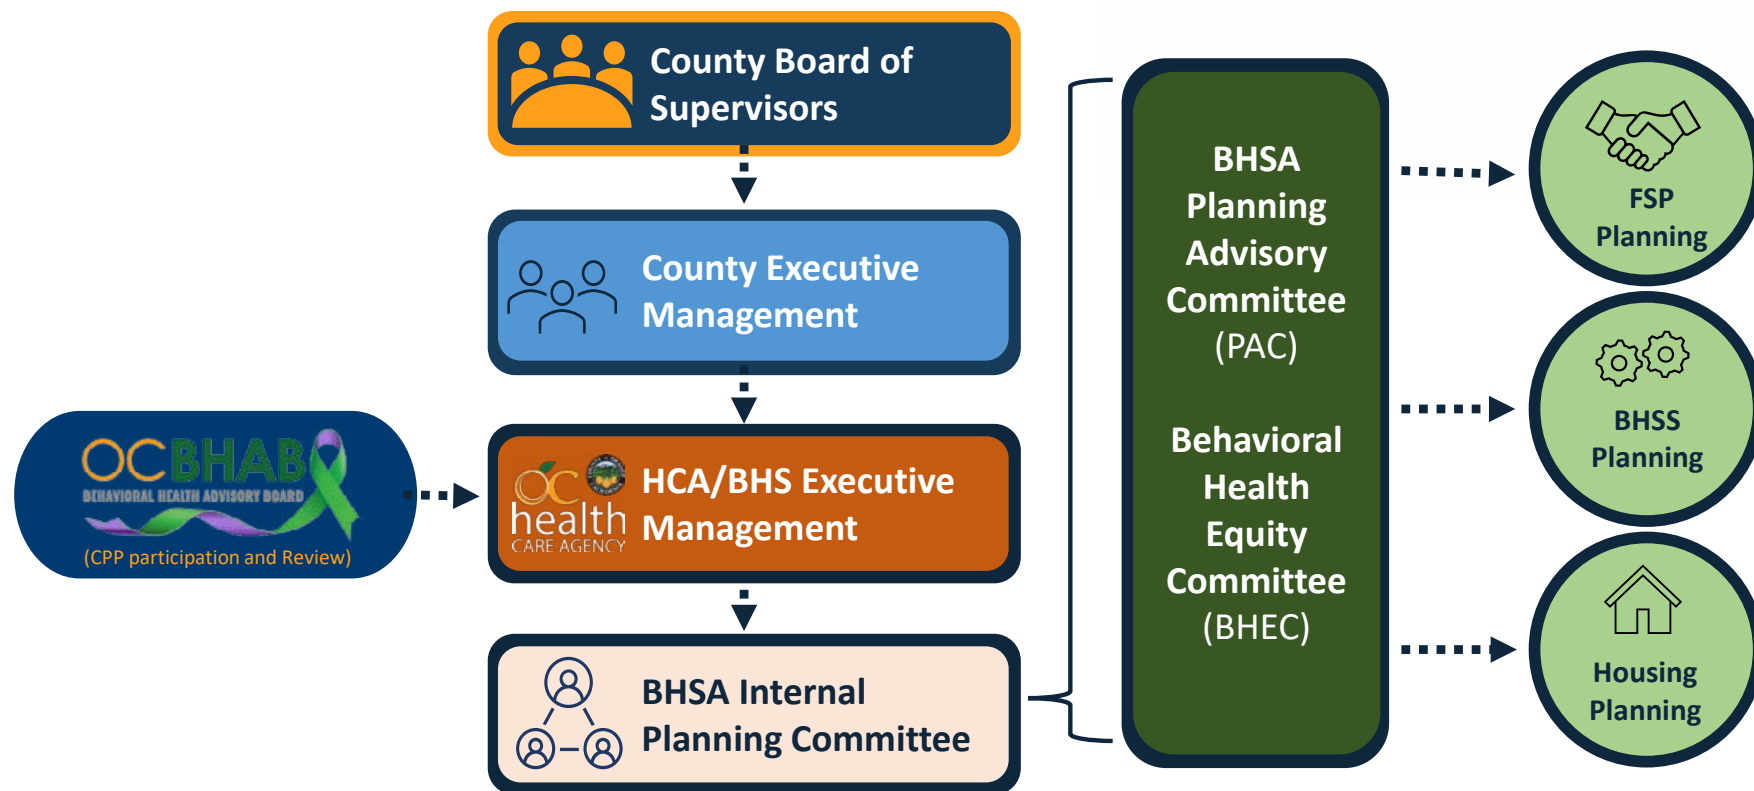 County Board of
Supervisors
County Executive
Management
OCBHAB
BEHAVIORAL HEALTH ADVISORY BOARD
(CPP participation and Review)
OC
health
CARE AGENCY
HCA/BHS Executive
Management
BHSA Internal
Planning Committee
BHSA
Planning
Advisory
Committee
(PAC)
Behavioral
Health
Equity
Committee
(BHEC)
FSP
Planning
BHSS
Planning
Housing
Planning